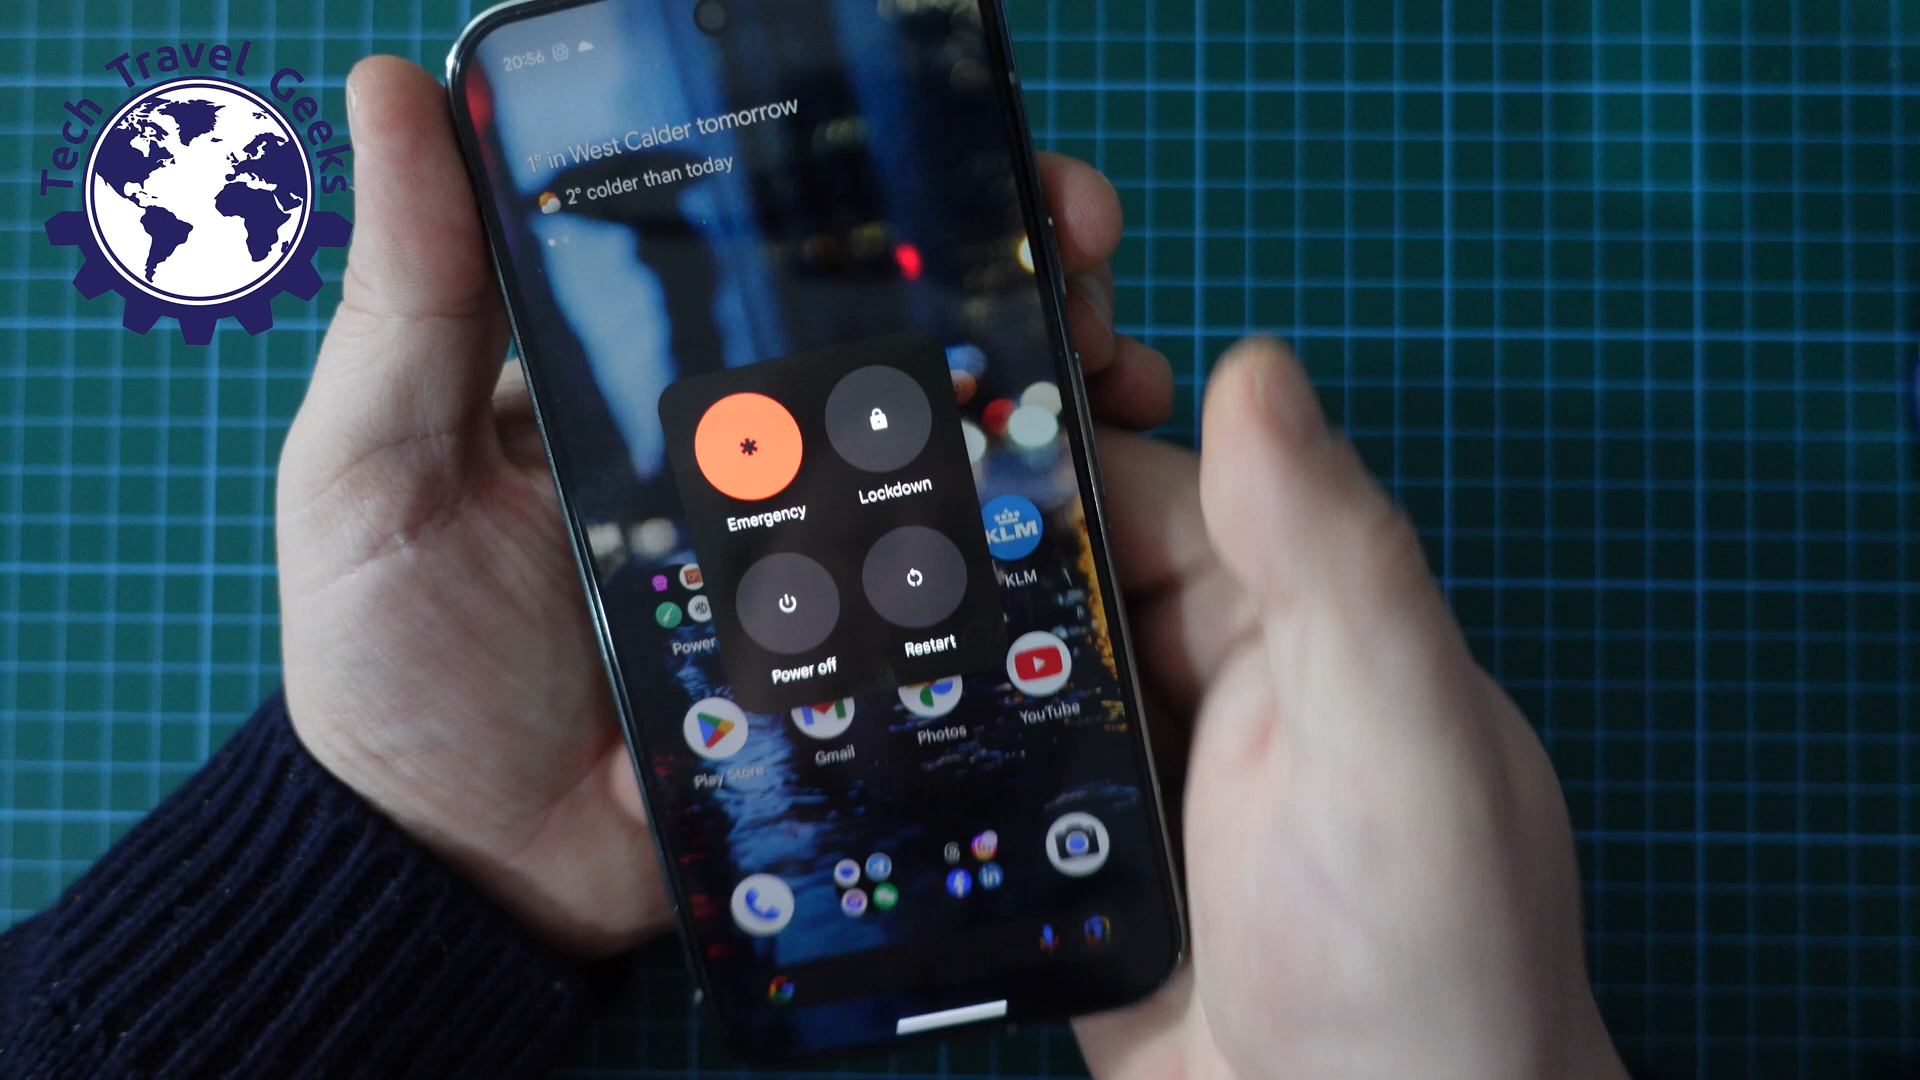 Tech Travel Geeks
20:56
1° in West Calder tomorrow
2° colder than today
Emergency
Lockdown
Power off
Restart
KLM
KLM
Power
Play Store
Gmail
Photos
YouTube